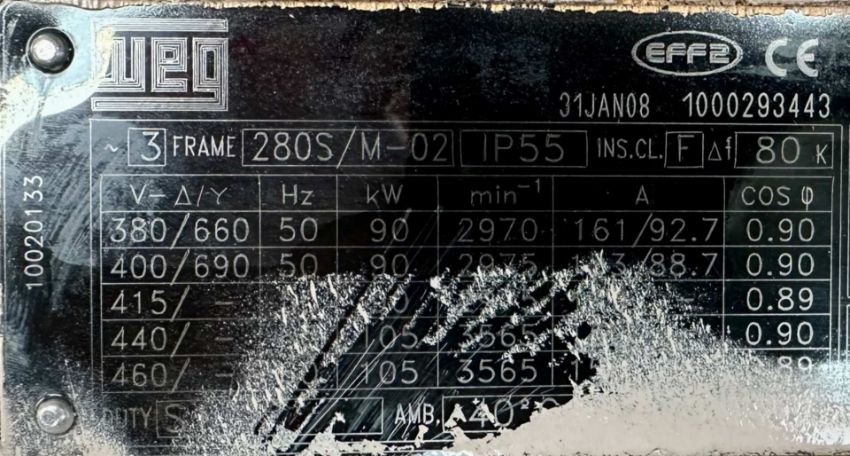 WEG EFF2 CE
31JAN08 1000293443
~ 3 FRAME 280S/M-02 IP55 INS.CL. F Δf 80 K
10020133
V- Δ/Y Hz kW min-1 A COS φ
380/660 50 90 2970 161/92.7 0.90
400/690 50 90 2975 88.7 0.90
415/ - 0.89
440/ - 105 3565 0.90
460/ - 105 3565
DUTY S AMB. 40°